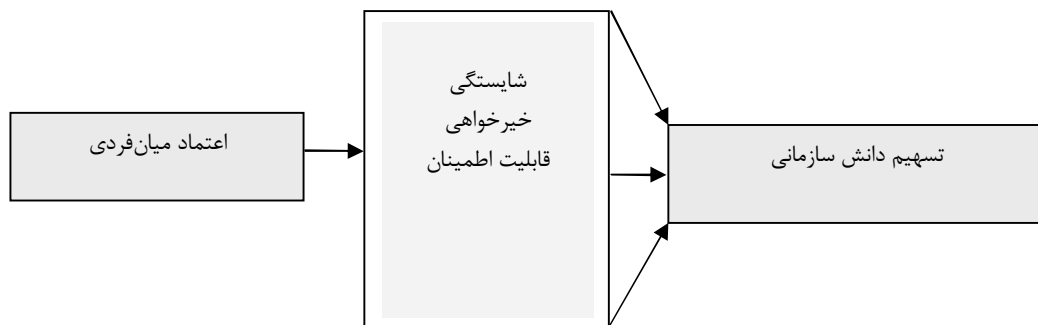 اعتماد میان‌فردی
شایستگی
خیرخواهی
قابلیت اطمینان
تسهیم دانش سازمانی